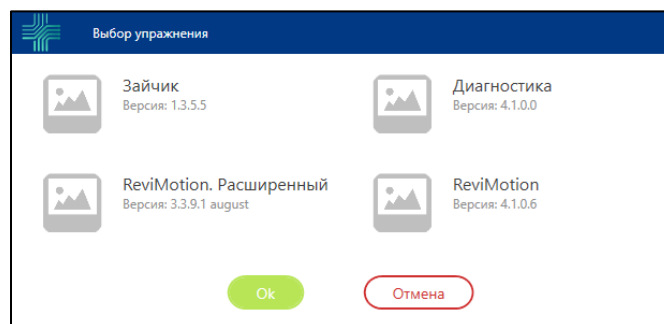 Выбор упражнения
Зайчик
Версия: 1.3.5.5
Диагностика
Версия: 4.1.0.0
ReviMotion. Расширенный
Версия: 3.3.9.1 august
ReviMotion
Версия: 4.1.0.6
Ok
Отмена